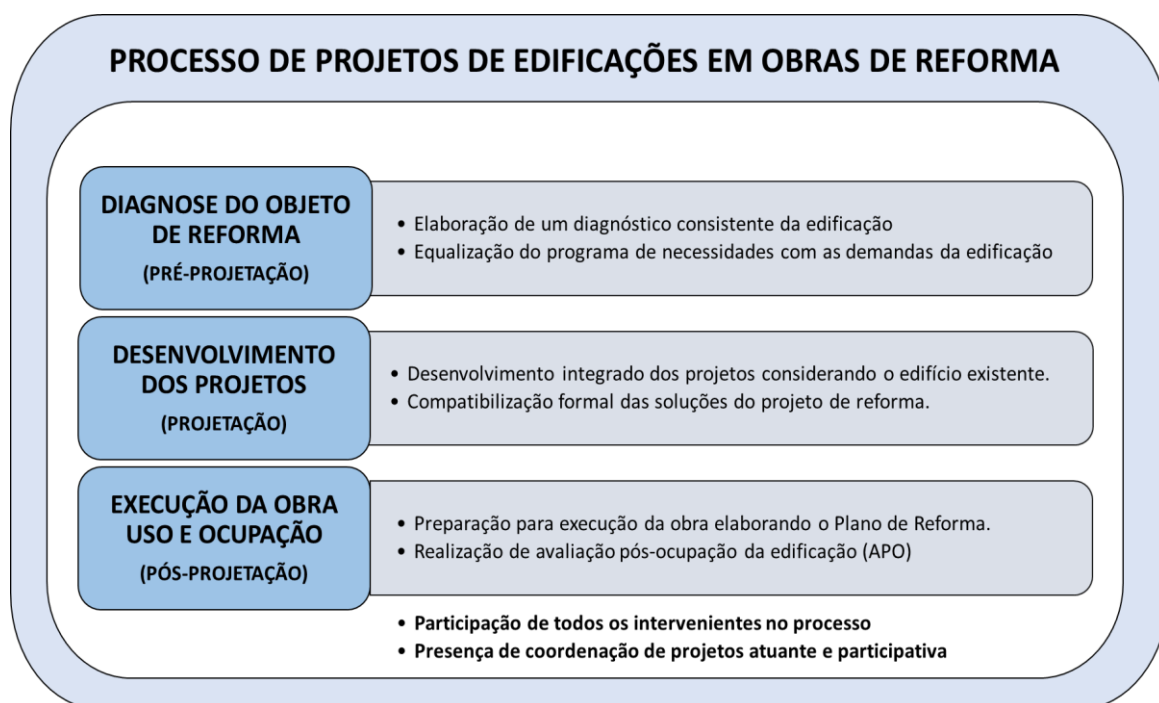 PROCESSO DE PROJETOS DE EDIFICAÇÕES EM OBRAS DE REFORMA
DIAGNOSE DO OBJETO
DE REFORMA
(PRÉ-PROJETAÇÃO)
• Elaboração de um diagnóstico consistente da edificação
• Equalização do programa de necessidades com as demandas da edificação
DESENVOLVIMENTO
DOS PROJETOS
(PROJETAÇÃO)
• Desenvolvimento integrado dos projetos considerando o edifício existente.
• Compatibilização formal das soluções do projeto de reforma.
EXECUÇÃO DA OBRA
USO E OCUPAÇÃO
(PÓS-PROJETAÇÃO)
• Preparação para execução da obra elaborando o Plano de Reforma.
• Realização de avaliação pós-ocupação da edificação (APO)
• Participação de todos os intervenientes no processo
• Presença de coordenação de projetos atuante e participativa